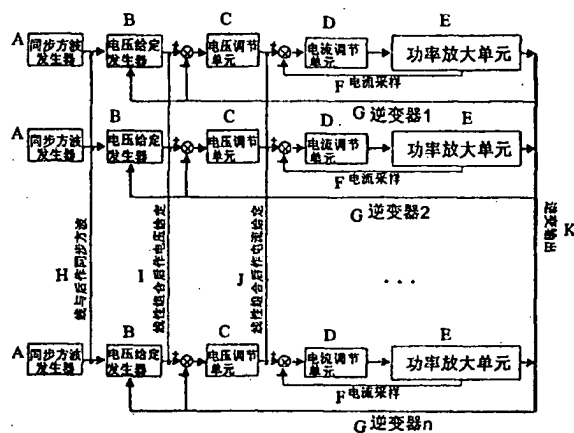 B C D E
A 同步方波发生器 电压给定发生器 电压调节单元 电流调节单元 功率放大单元
F 电流采样
G 逆变器1
B C D E
A 同步方波发生器 电压给定发生器 电压调节单元 电流调节单元 功率放大单元
F 电流采样
G 逆变器2
H 线与后作同步方波
I 线性组合后作电压给定
J 线性组合后作电流给定
逆变输出 K
...
B C D E
A 同步方波发生器 电压给定发生器 电压调节单元 电流调节单元 功率放大单元
F 电流采样
G 逆变器n